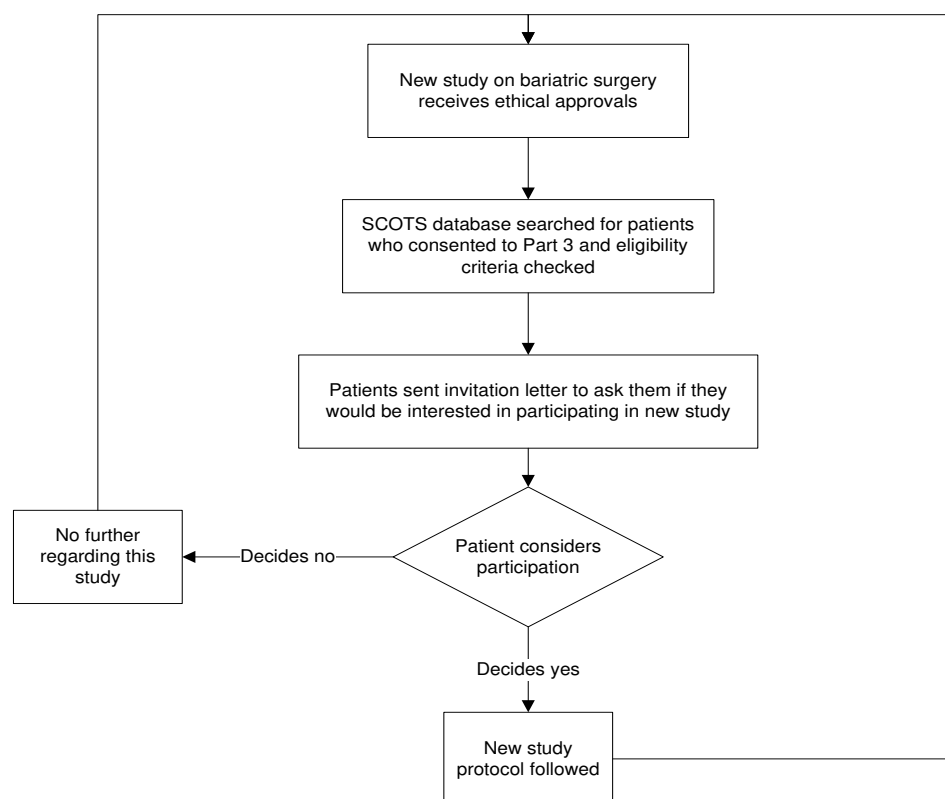 New study on bariatric surgery
receives ethical approvals
SCOTS database searched for patients
who consented to Part 3 and eligibility
criteria checked
Patients sent invitation letter to ask them if they
would be interested in participating in new study
Patient considers
participation
Decides no
No further
regarding this
study
Decides yes
New study
protocol followed